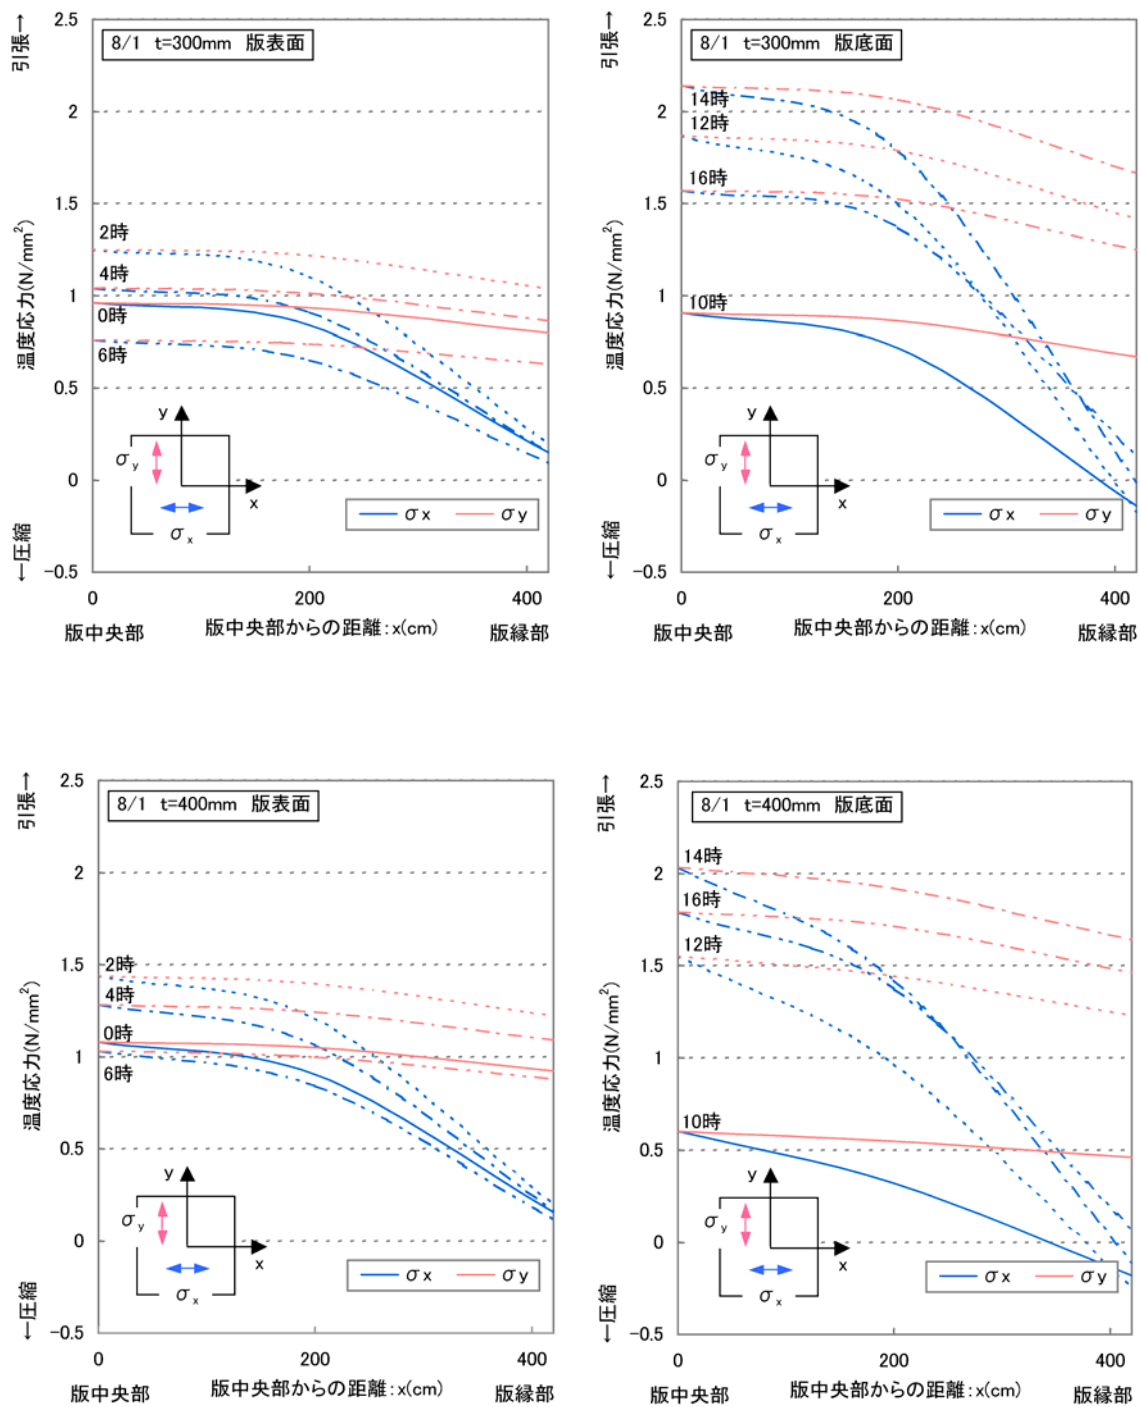 引張→
2.5
8/1 t=300mm 版表面
2
1.5
2時
4時
1
0時
6時
0.5
温度応力(N/mm²)
y
σy
x
σx
0
σx σy
←圧縮
-0.5
0 200 400
版中央部 版中央部からの距離:x(cm) 版縁部
引張→
2.5
8/1 t=300mm 版底面
14時
2
12時
16時
1.5
1
10時
0.5
温度応力(N/mm²)
y
σy
x
σx
0
σx σy
←圧縮
-0.5
0 200 400
版中央部 版中央部からの距離:x(cm) 版縁部
引張→
2.5
8/1 t=400mm 版表面
2
1.5
2時
4時
0時
1
6時
0.5
温度応力(N/mm²)
y
σy
x
σx
0
σx σy
←圧縮
-0.5
0 200 400
版中央部 版中央部からの距離:x(cm) 版縁部
引張→
2.5
8/1 t=400mm 版底面
14時
2
16時
12時
1.5
1
10時
0.5
温度応力(N/mm²)
y
σy
x
σx
0
σx σy
←圧縮
-0.5
0 200 400
版中央部 版中央部からの距離:x(cm) 版縁部